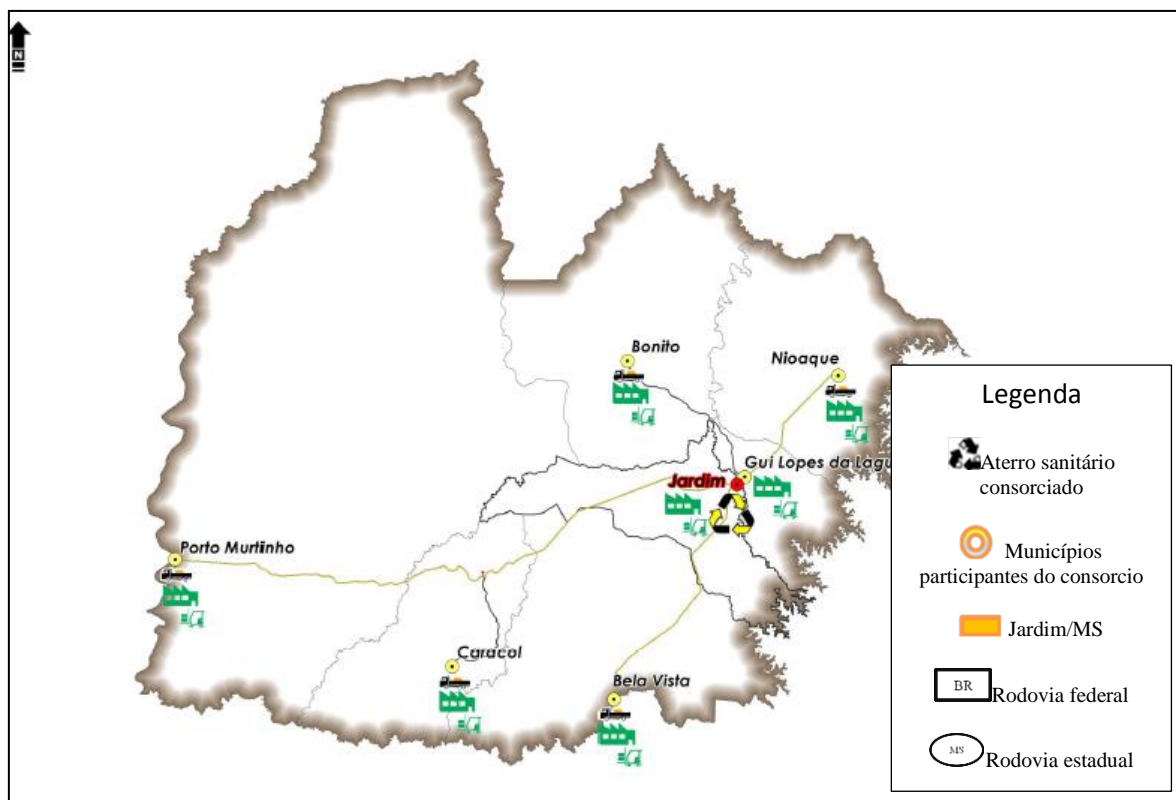 N
Bonito
Nioaque
Gui Lopes da Lagu
Jardim
Porto Murtinho
Caracol
Bela Vista
Legenda
Aterro sanitário
consorciado
Municípios
participantes do consorcio
Jardim/MS
BR Rodovia federal
MS Rodovia estadual